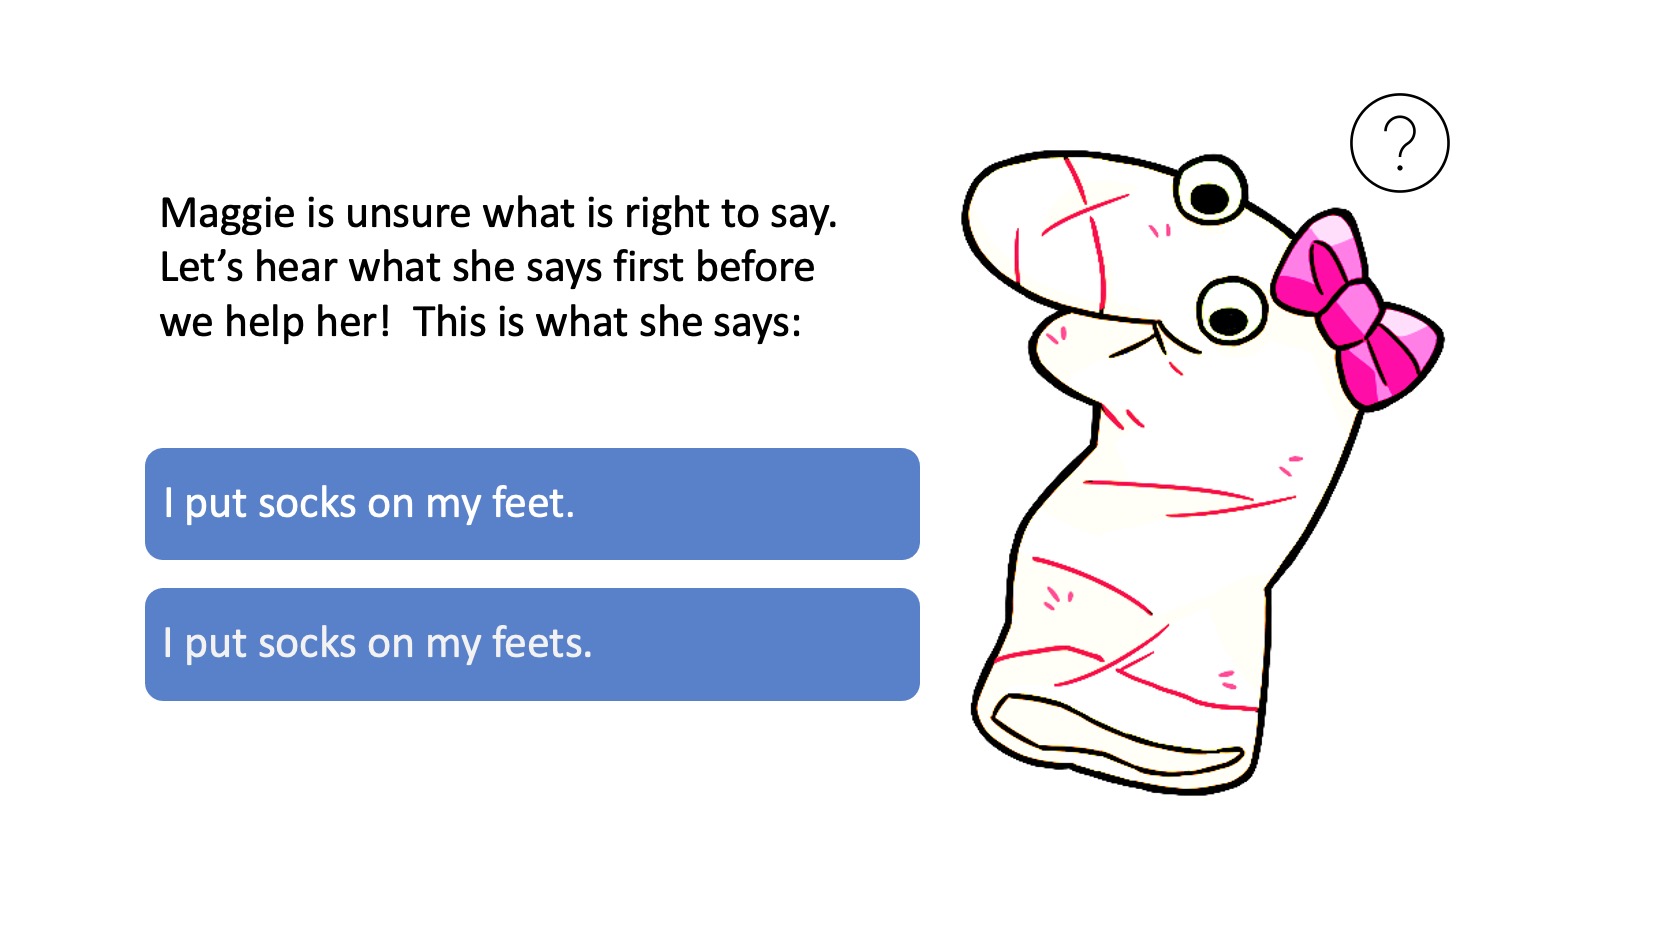 ?
Maggie is unsure what is right to say.
Let’s hear what she says first before
we help her!  This is what she says:
I put socks on my feet.
I put socks on my feets.